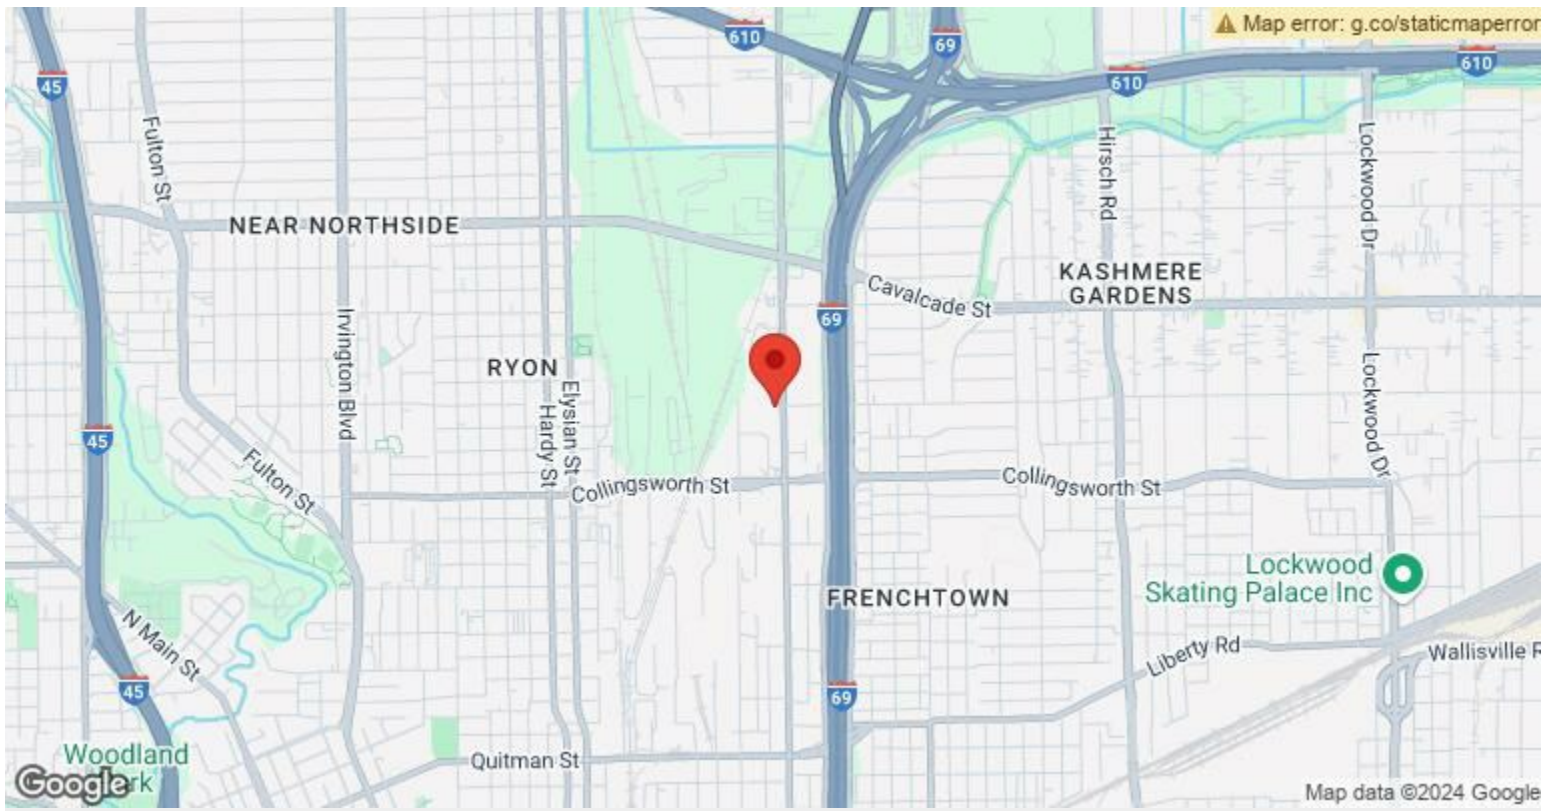 Map error: g.co/staticmaperror
610
69
45
610
610
Fulton St
Hirsch Rd
Lockwood Dr
NEAR NORTHSIDE
KASHMERE
GARDENS
Cavalcade St
69
Irvington Blvd
RYON
Elysian St
Hardy St
Lockwood Dr
45
Fulton St
Collingsworth St
Collingsworth St
Lockwood
Skating Palace Inc
FRENCHTOWN
N Main St
Liberty Rd
Wallisville R
45
69
Woodland
rk
Quitman St
Google
Map data ©2024 Google